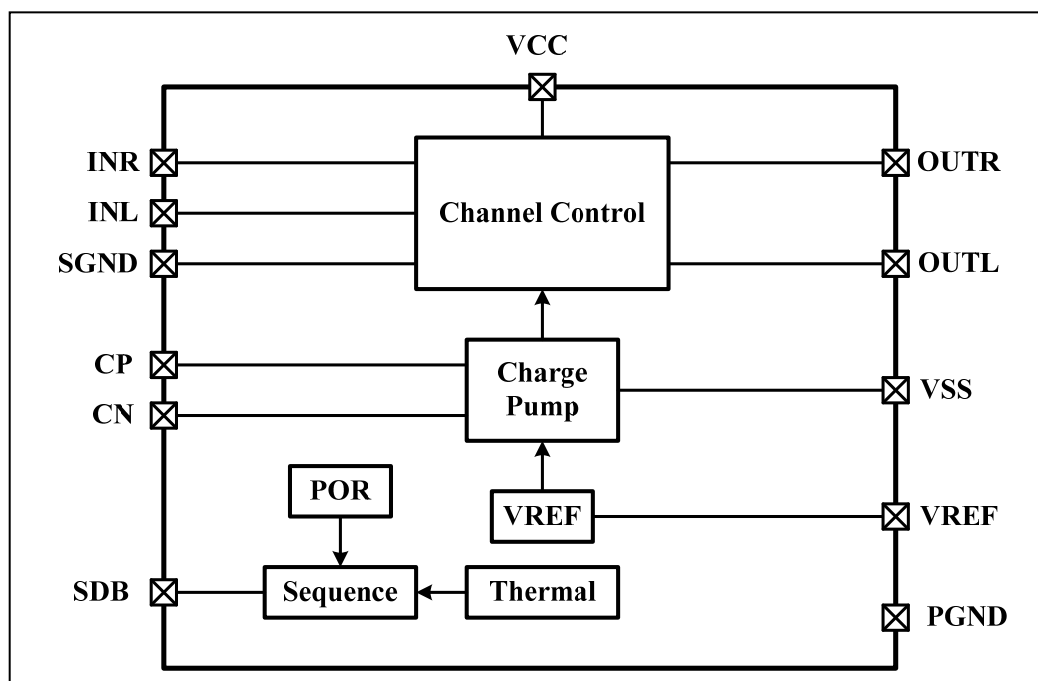 VCC
INR
OUTR
INL
Channel Control
SGND
OUTL
CP
Charge
Pump
VSS
CN
POR
VREF
VREF
SDB
Sequence
Thermal
PGND